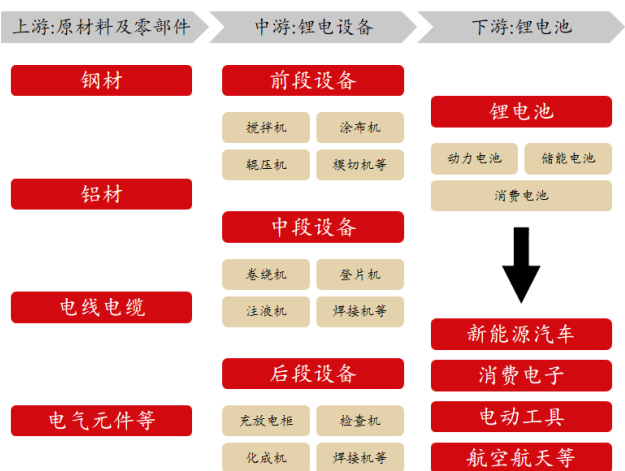 上游:原材料及零部件
中游:锂电设备
下游:锂电池
钢材
铝材
电线电缆
电气元件等
前段设备
搅拌机
涂布机
辊压机
模切机等
中段设备
卷绕机
登片机
注液机
焊接机等
后段设备
充放电柜
检查机
化成机
焊接机等
锂电池
动力电池
储能电池
消费电池
新能源汽车
消费电子
电动工具
航空航天等